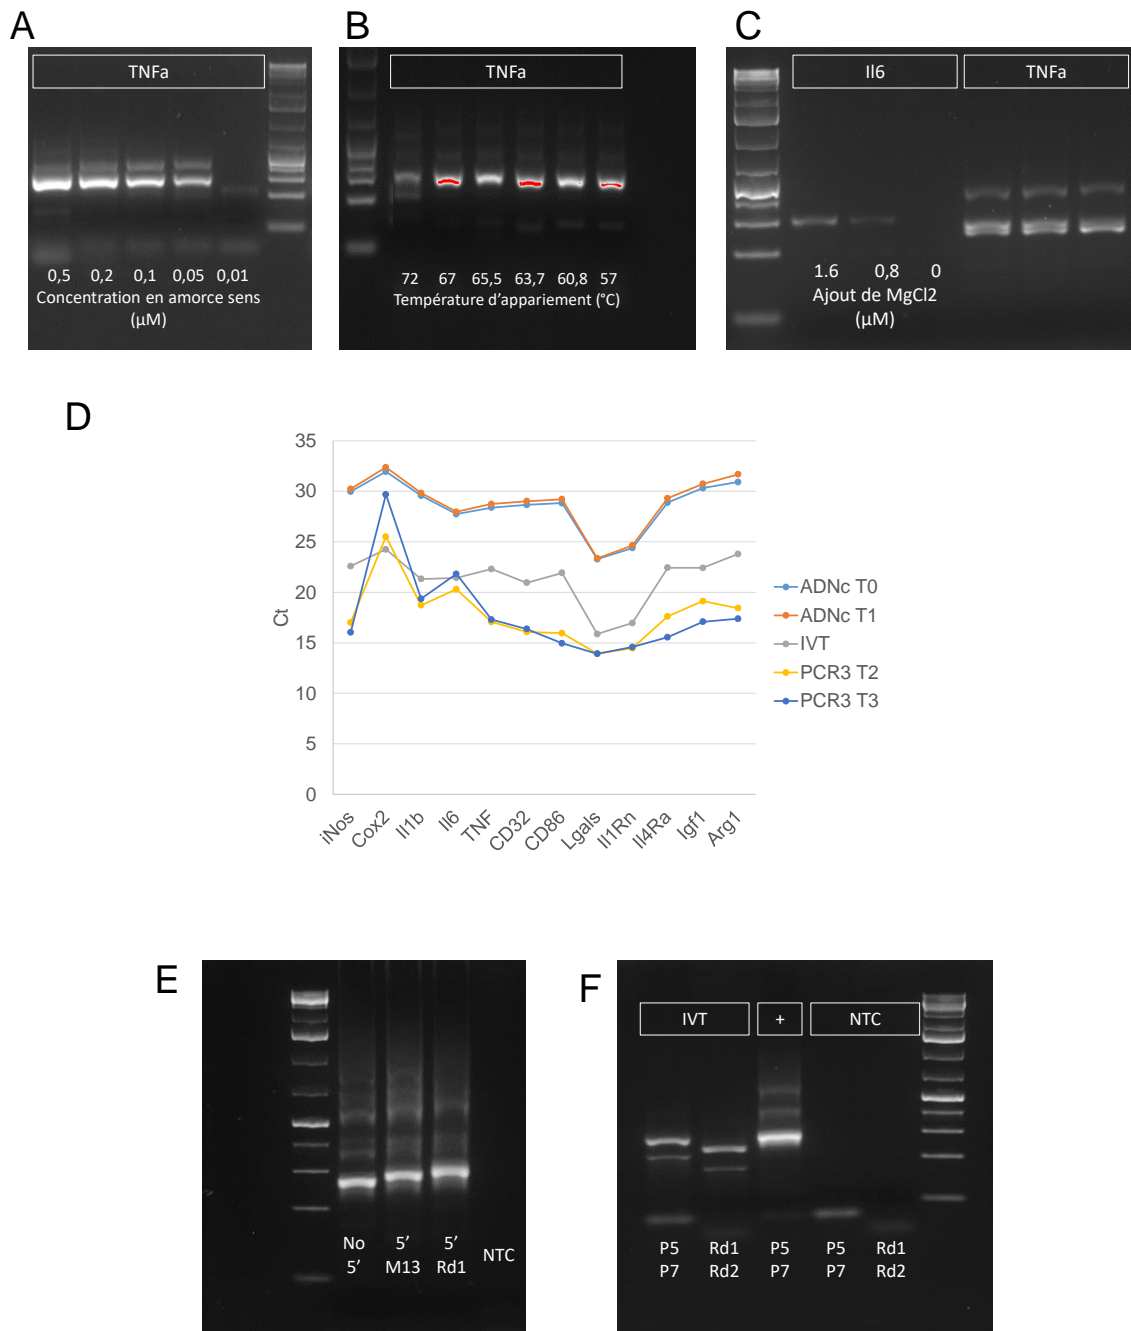 A
TNFa
0,5 0,2 0,1 0,05 0,01
Concentration en amorce sens
(µM)
B
TNFa
72 67 65,5 63,7 60,8 57
Température d'appariement (°C)
C
Il6 TNFa
1.6 0,8 0
Ajout de MgCl2
(µM)
D
35
30
25
20
15
10
5
0
Ct
iNos Cox2 Il1b Il6 TNF CD32 CD86 Lgals Il1Rn Il4Ra Igf1 Arg1
ADNc T0
ADNc T1
IVT
PCR3 T2
PCR3 T3
E
No 5' 5' NTC
5' M13 Rd1
F
IVT + NTC
P5 Rd1 P5 P5 Rd1
P7 Rd2 P7 P7 Rd2